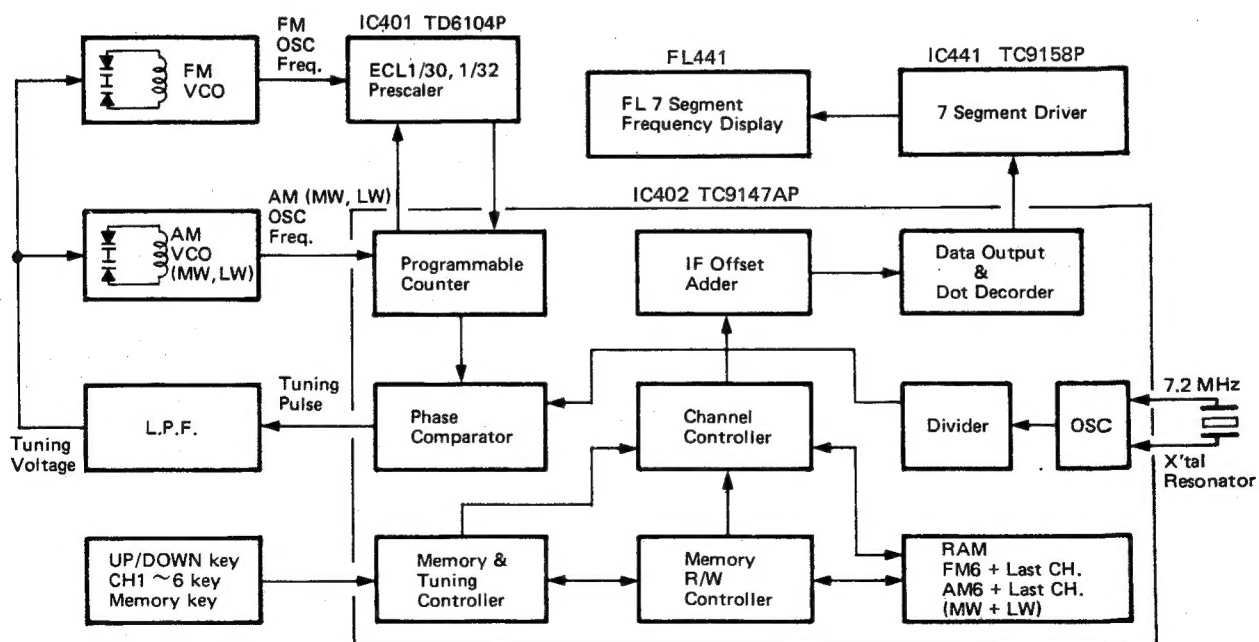 FM
OSC
Freq.
IC401 TD6104P
FM
VCO
ECL1/30, 1/32
Prescaler
FL441
FL 7 Segment
Frequency Display
IC441 TC9158P
7 Segment Driver
AM (MW, LW)
OSC
Freq.
IC402 TC9147AP
AM
VCO
(MW, LW)
Programmable
Counter
IF Offset
Adder
Data Output
&
Dot Decorder
Tuning
Voltage
L.P.F.
Tuning
Pulse
Phase
Comparator
Channel
Controller
Divider
OSC
7.2 MHz
X'tal
Resonator
UP/DOWN key
CH1 ~ 6 key
Memory key
Memory &
Tuning
Controller
Memory
R/W
Controller
RAM
FM6 + Last CH.
AM6 + Last CH.
(MW + LW)